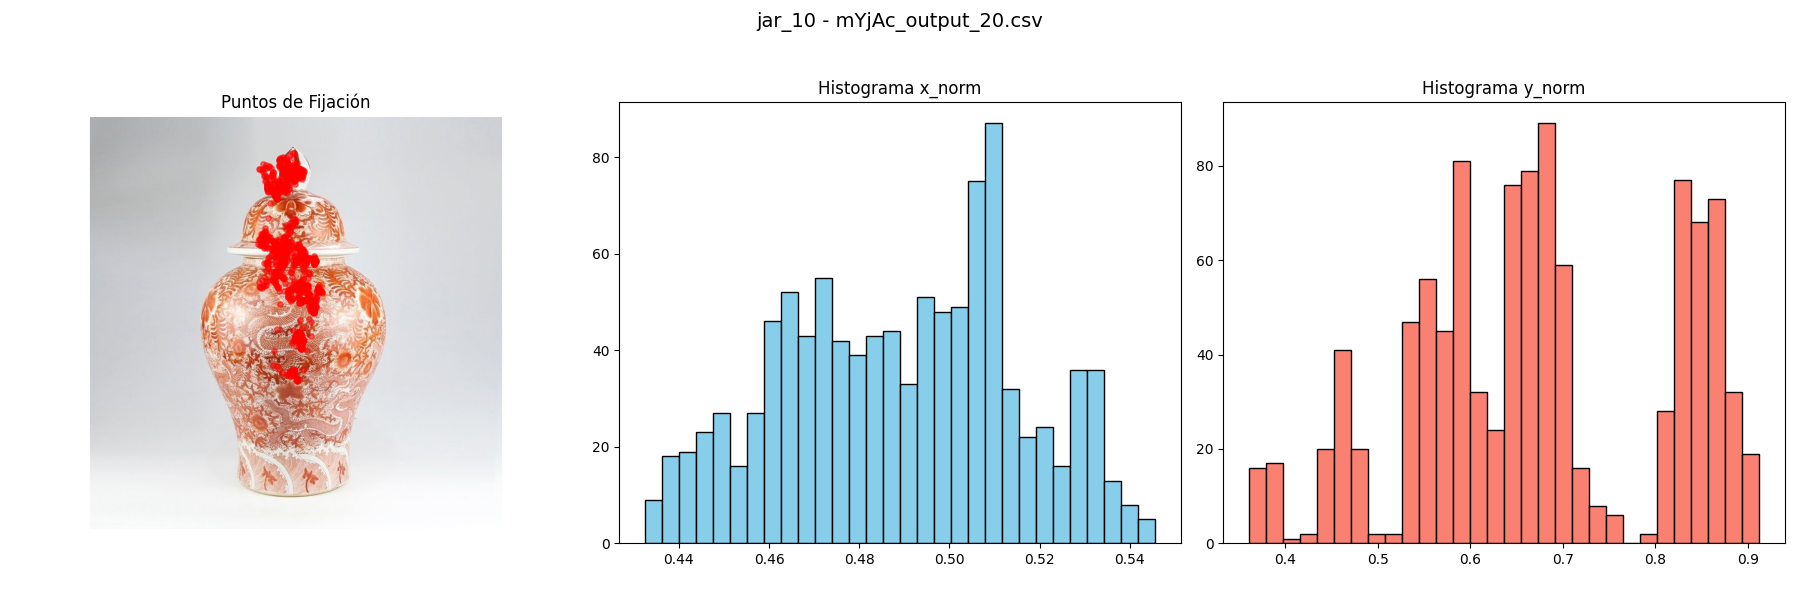 jar_10 - mYjAc_output_20.csv
Puntos de Fijación
Histograma x_norm
80
60
40
20
0
0.44 0.46 0.48 0.50 0.52 0.54
Histograma y_norm
80
60
40
20
0
0.4 0.5 0.6 0.7 0.8 0.9